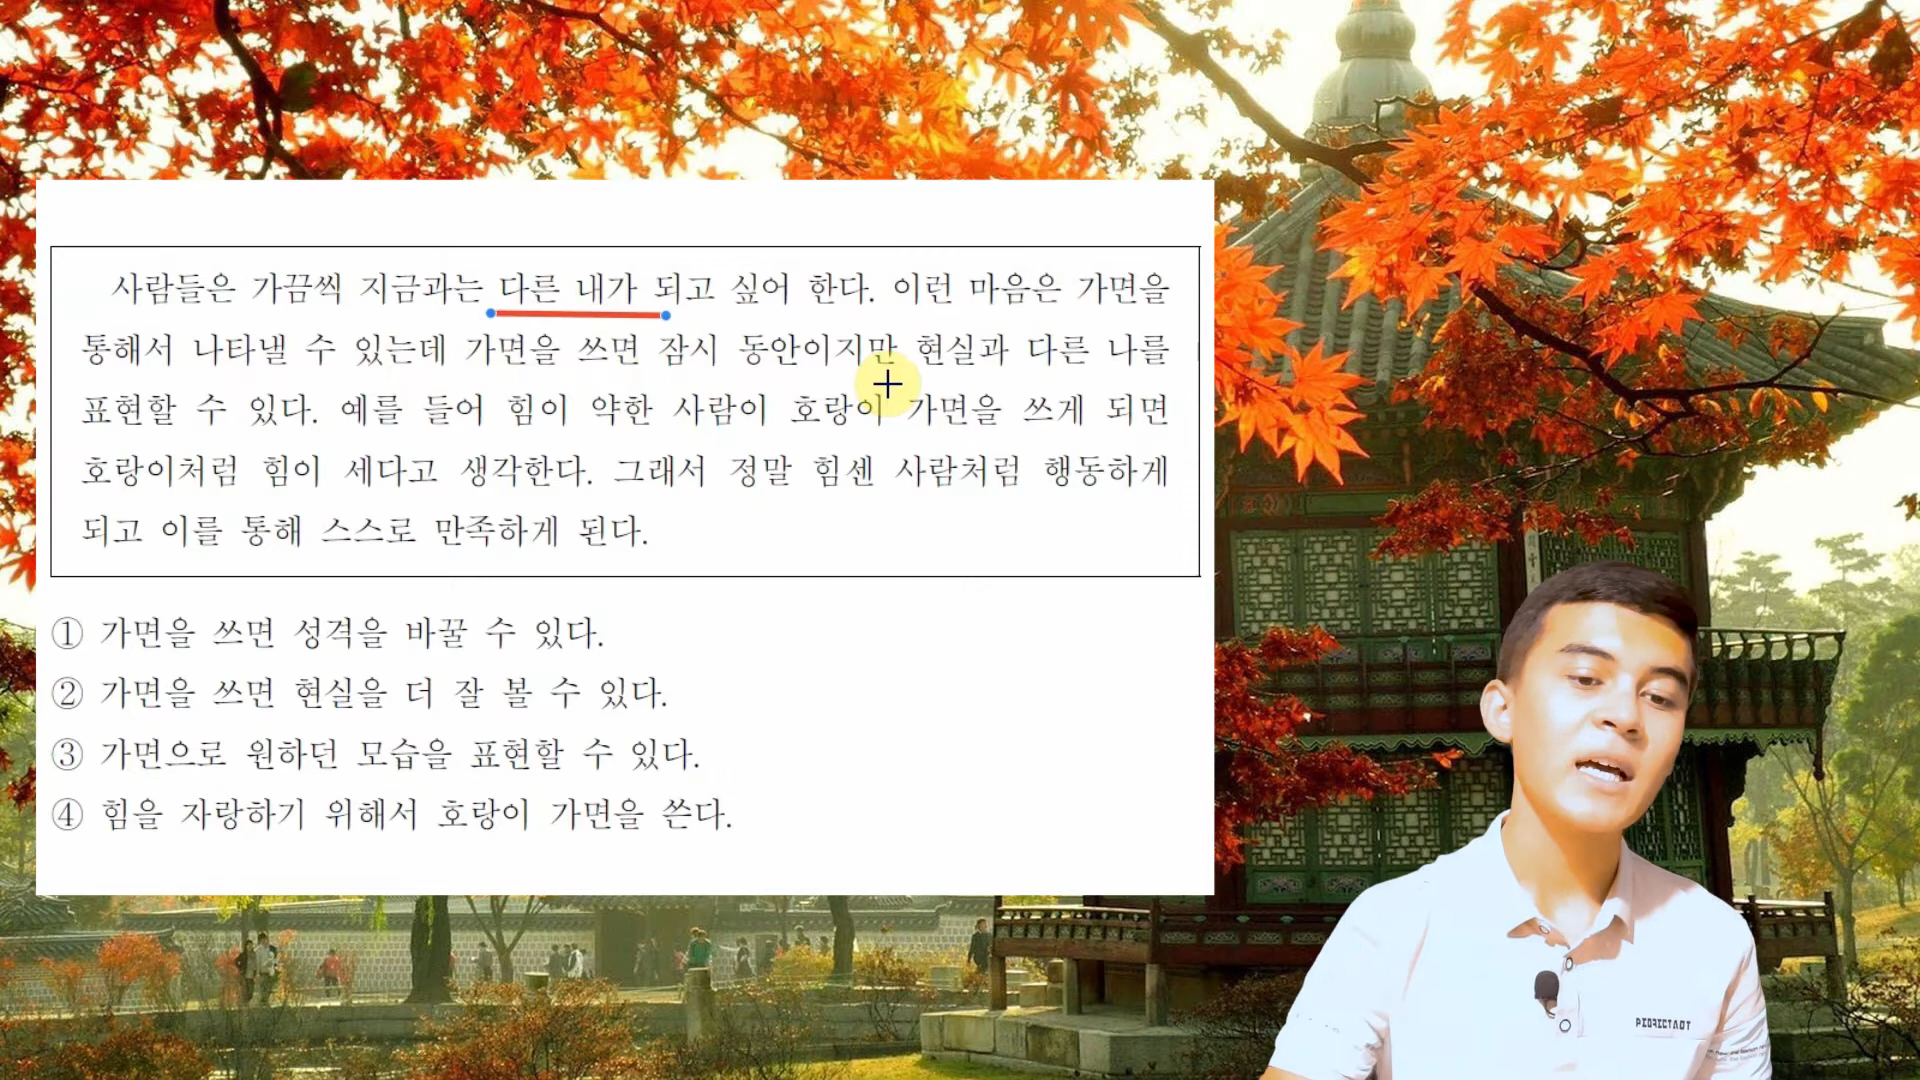 사람들은 가끔씩 지금과는 다른 내가 되고 싶어 한다. 이런 마음은 가면을
통해서 나타낼 수 있는데 가면을 쓰면 잠시 동안이지만 현실과 다른 나를
표현할 수 있다. 예를 들어 힘이 약한 사람이 호랑이 가면을 쓰게 되면
호랑이처럼 힘이 세다고 생각한다. 그래서 정말 힘센 사람처럼 행동하게
되고 이를 통해 스스로 만족하게 된다.
① 가면을 쓰면 성격을 바꿀 수 있다.
② 가면을 쓰면 현실을 더 잘 볼 수 있다.
③ 가면으로 원하던 모습을 표현할 수 있다.
④ 힘을 자랑하기 위해서 호랑이 가면을 쓴다.